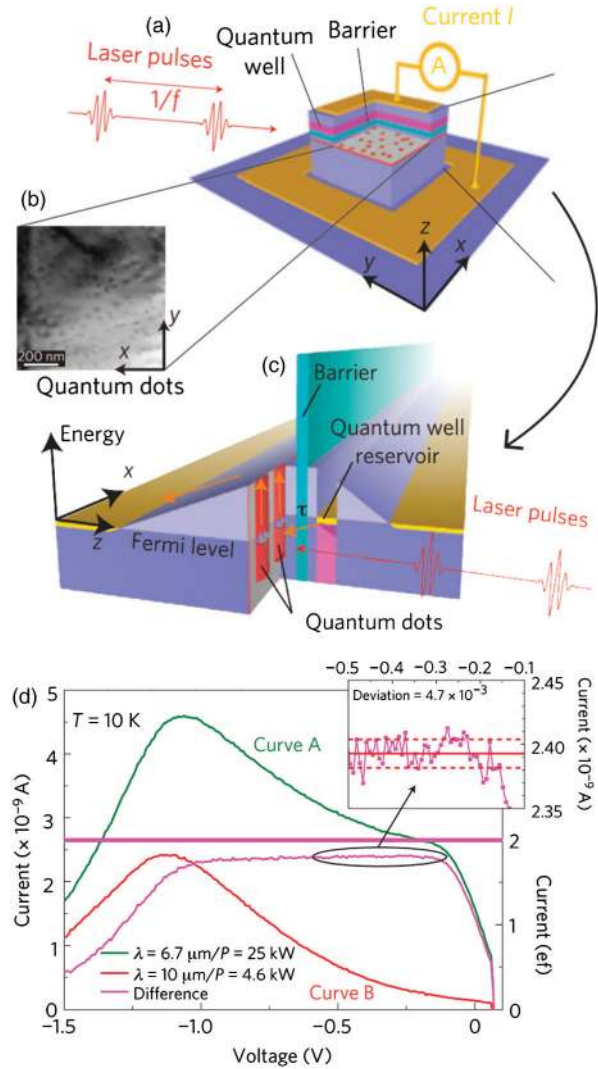 (a)
Current I
Barrier
Quantum
well
A
Laser pulses
1/f
(b)
z
x
y
y
x
200 nm
Quantum dots
(c)
Barrier
Energy
Quantum well
reservoir
x
τ
Laser pulses
z
Fermi level
Quantum dots
(d)
-0.5 -0.4 -0.3 -0.2 -0.1
Deviation = 4.7 × 10⁻³
2.45
2.40
2.35
Current (× 10⁻⁹ A)
T = 10 K
Curve A
5
4
3
2
1
0
Current (× 10⁻⁹ A)
2
1
0
Current (ef)
λ = 6.7 μm/P = 25 kW
λ = 10 μm/P = 4.6 kW
Difference
Curve B
-1.5 -1.0 -0.5 0
Voltage (V)